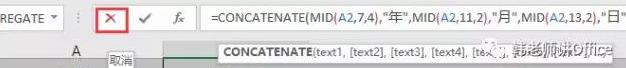 REGATE
=CONCATENATE(MID(A2,7,4),"年",MID(A2,11,2),"月",MID(A2,13,2),"日"
fx
A
取消
CONCATENATE(text1, [text2], [text3], [text4],
韩老师讲Office